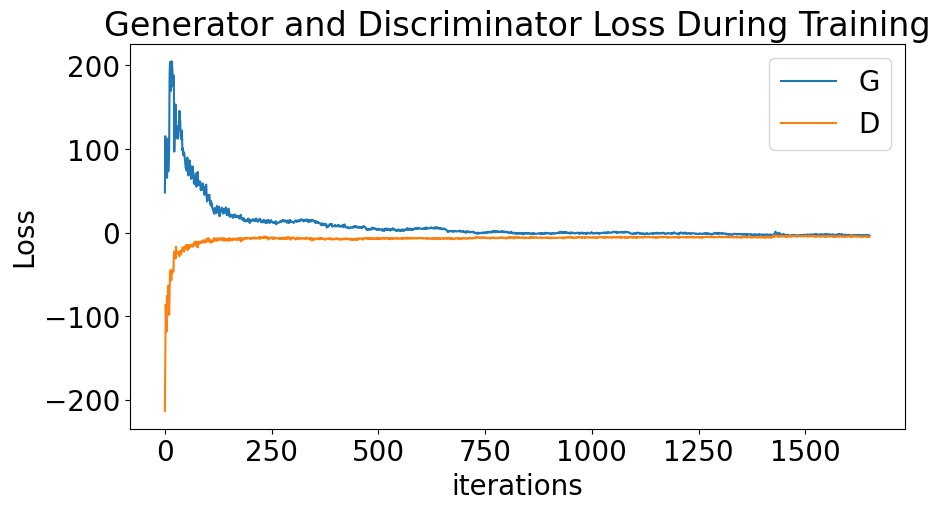 Generator and Discriminator Loss During Training
G
D
Loss
200
100
0
−100
−200
0 250 500 750 1000 1250 1500
iterations